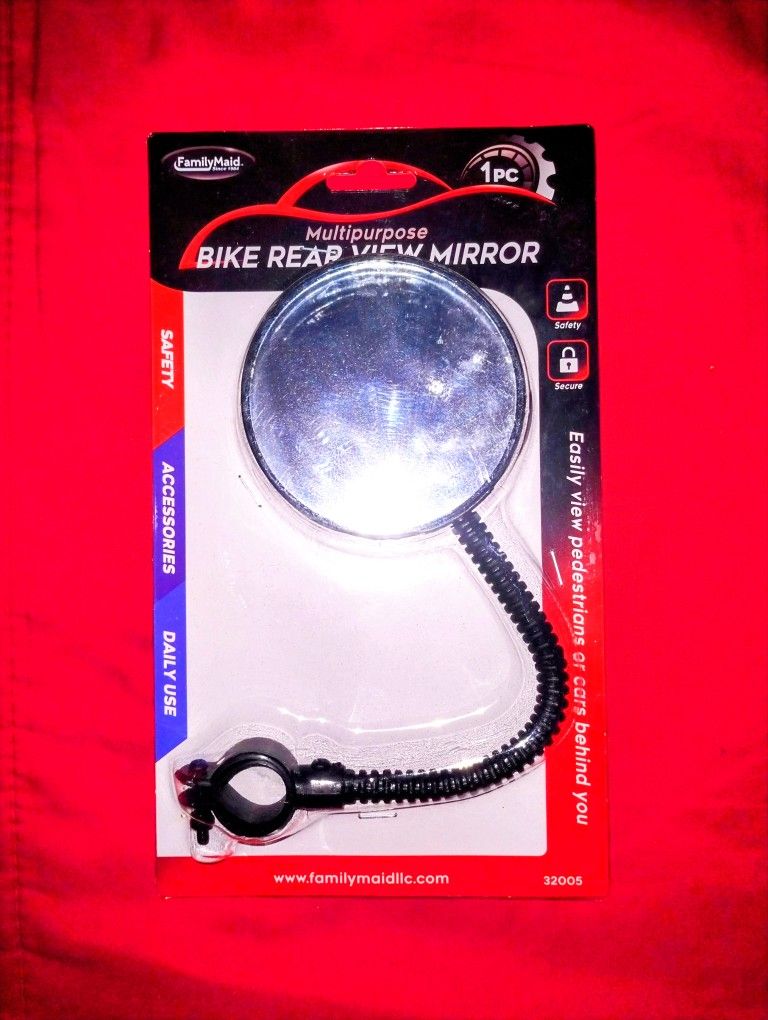 FamilyMaid
Since 1984
1PC
Multipurpose
BIKE REAR VIEW MIRROR
Safety
Secure
SAFETY
ACCESSORIES
DAILY USE
Easily view pedestrians or cars behind you
www.familymaidllc.com
32005